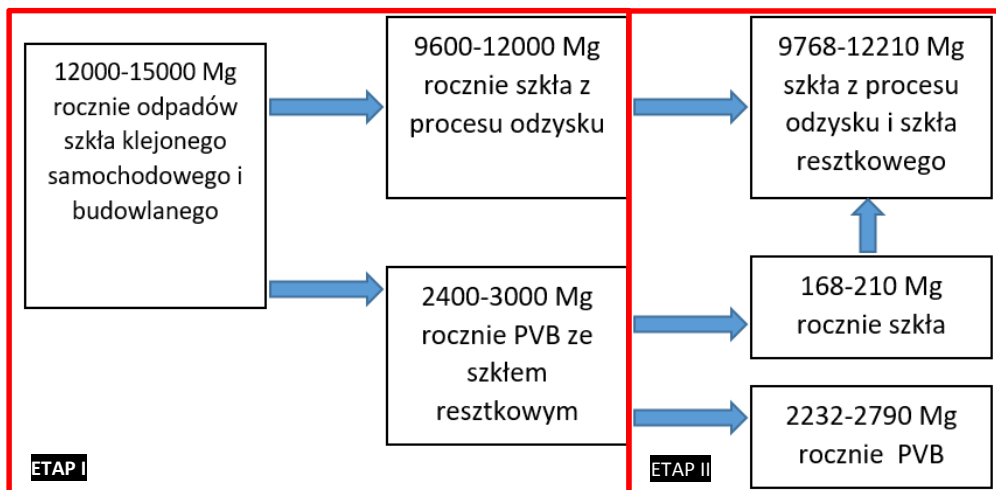 12000-15000 Mg
rocznie odpadów
szkła klejonego
samochodowego i
budowlanego
9600-12000 Mg
rocznie szkła z
procesu odzysku
2400-3000 Mg
rocznie PVB ze
szkłem
resztkowym
ETAP I
9768-12210 Mg
szkła z procesu
odzysku i szkła
resztkowego
168-210 Mg
rocznie szkła
2232-2790 Mg
rocznie PVB
ETAP II